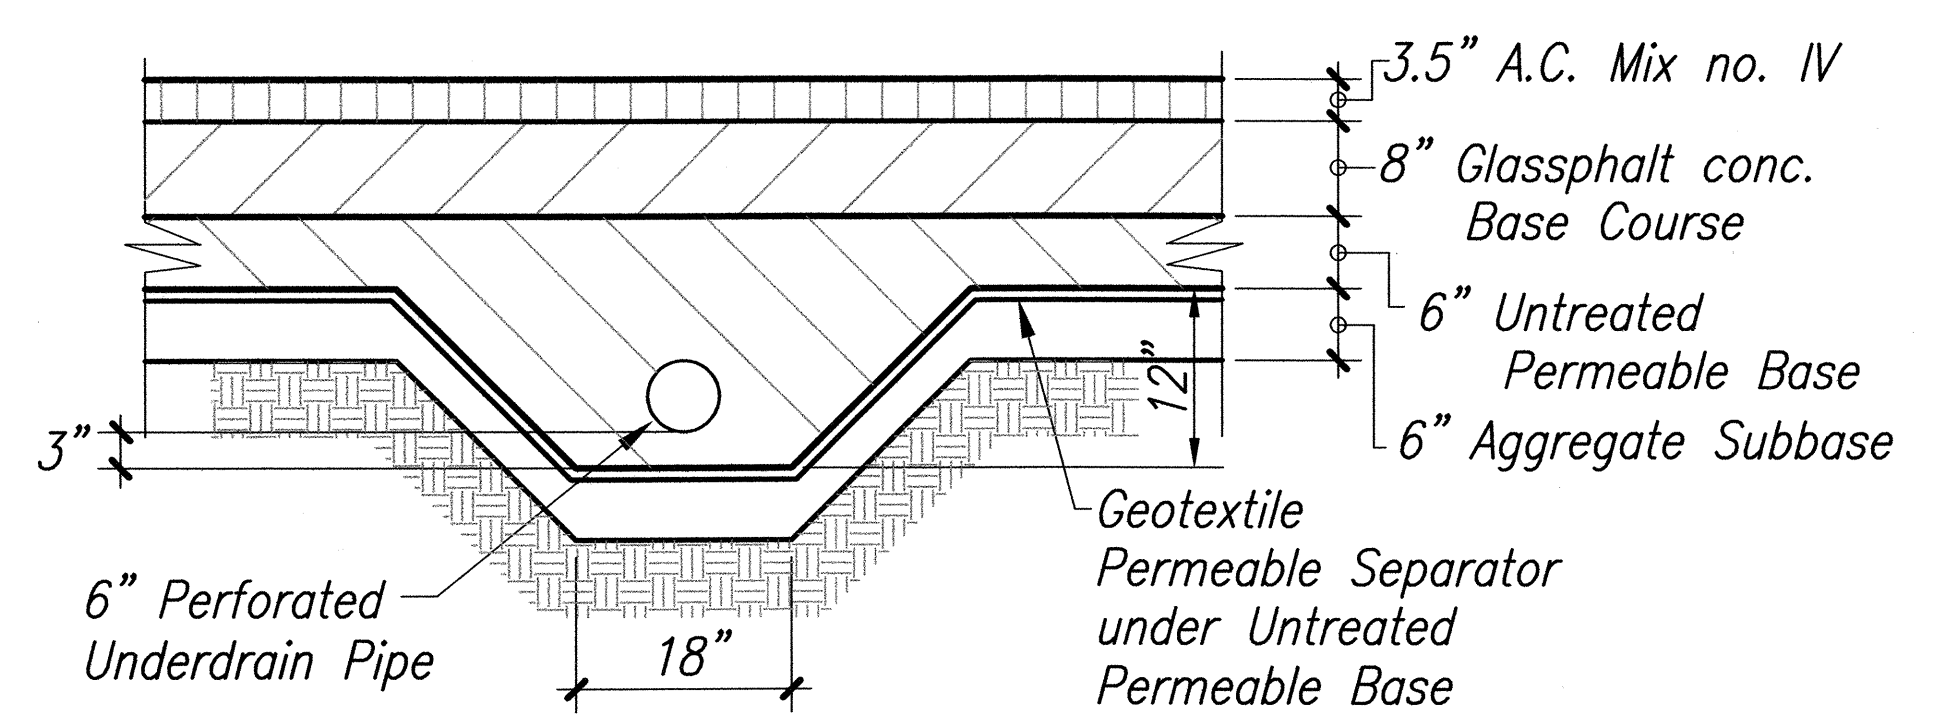 3.5” A.C. Mix no. IV
8” Glassphalt conc.
Base Course
6” Untreated
Permeable Base
6” Aggregate Subbase
12”
3”
Geotextile
Permeable Separator
under Untreated
Permeable Base
6” Perforated
Underdrain Pipe
18”